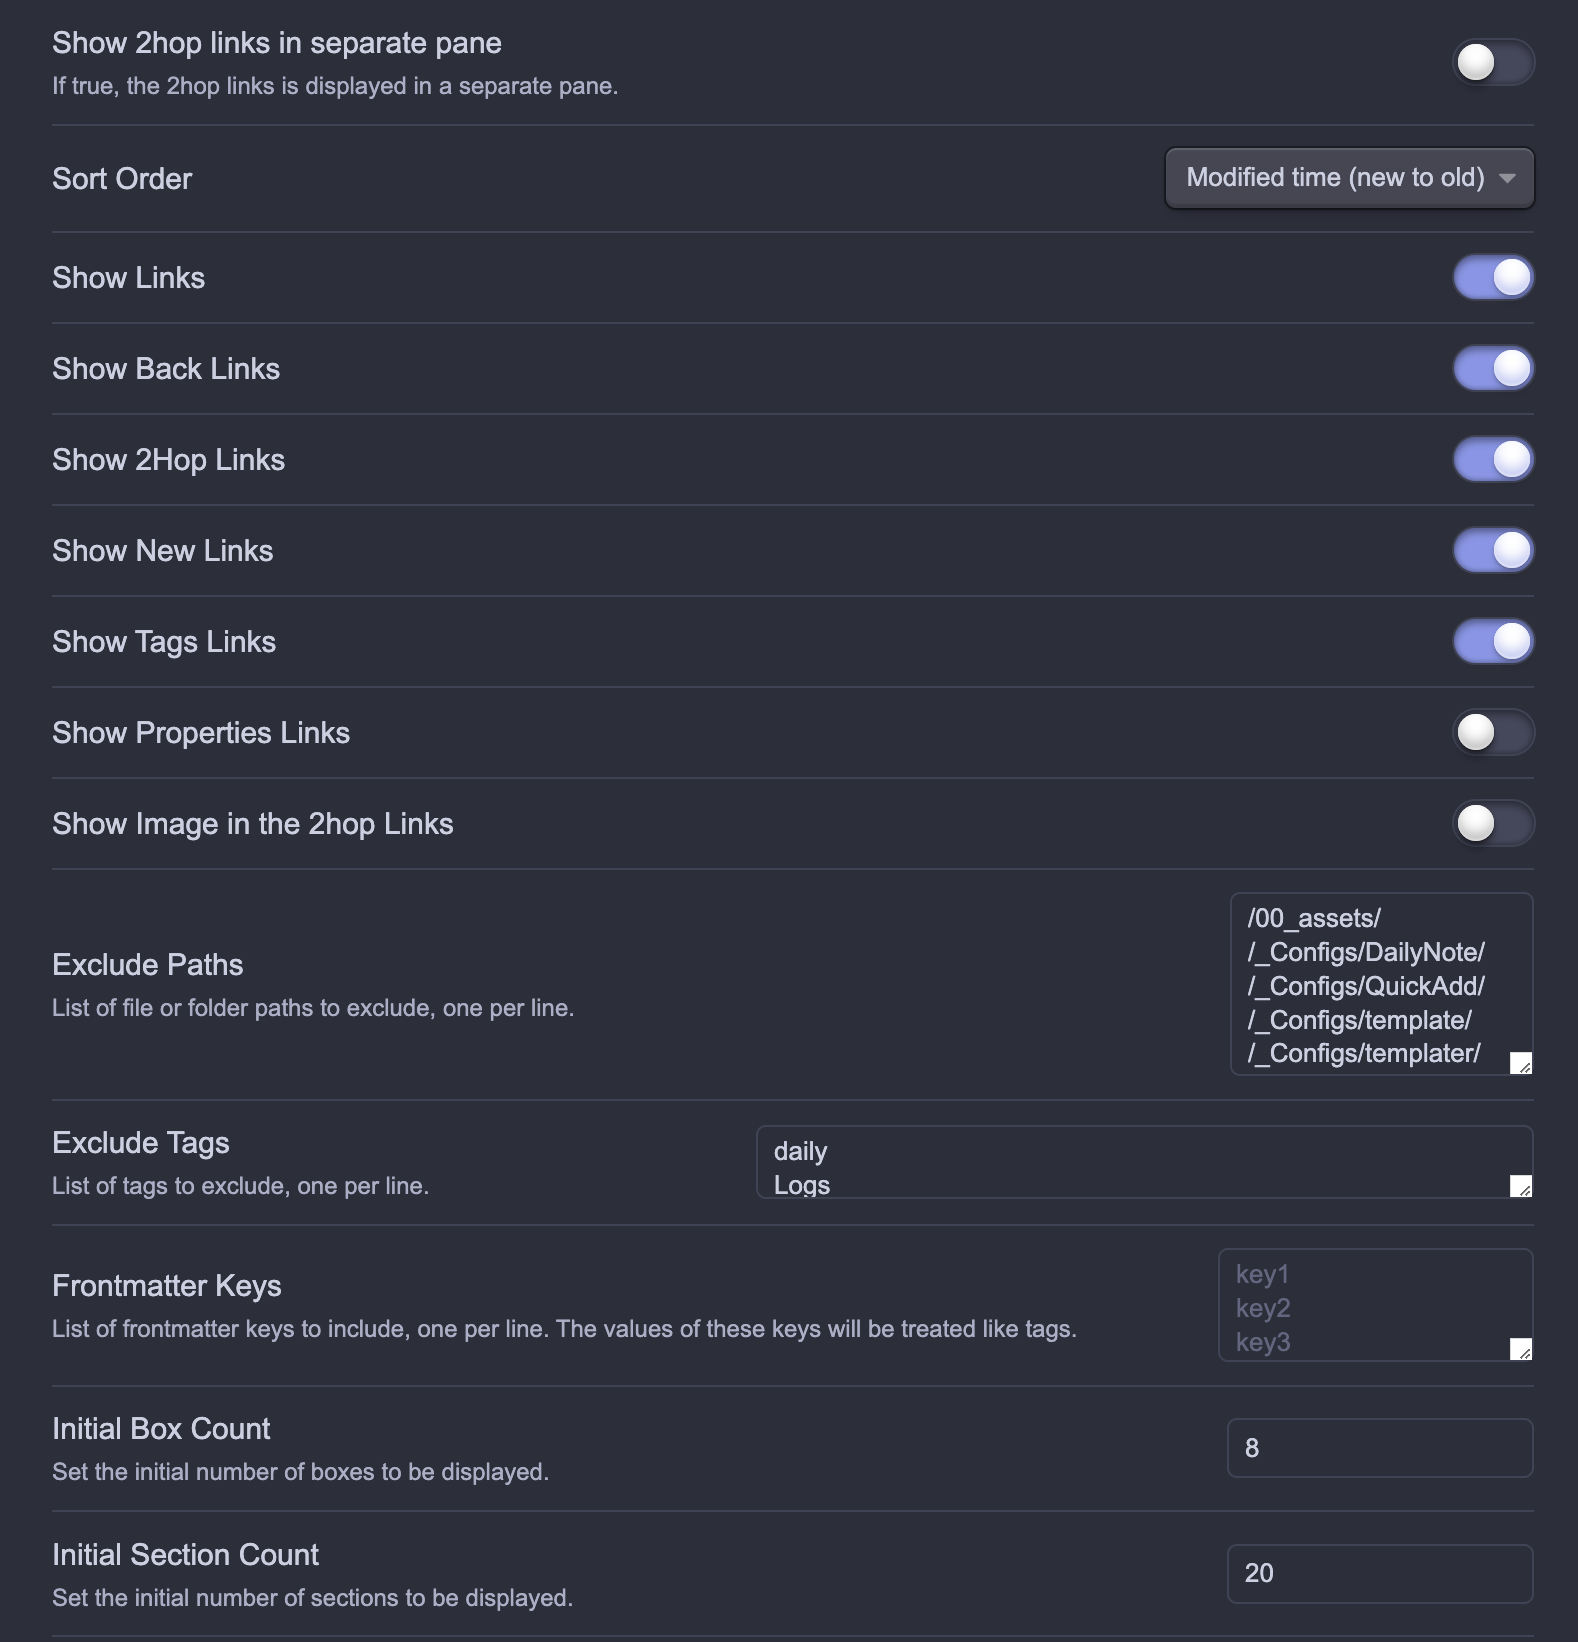 Show 2hop links in separate pane
If true, the 2hop links is displayed in a separate pane.
Sort Order
Modified time (new to old)
Show Links
Show Back Links
Show 2Hop Links
Show New Links
Show Tags Links
Show Properties Links
Show Image in the 2hop Links
Exclude Paths
List of file or folder paths to exclude, one per line.
/00_assets/
/_Configs/DailyNote/
/_Configs/QuickAdd/
/_Configs/template/
/_Configs/templater/
Exclude Tags
List of tags to exclude, one per line.
daily
Logs
Frontmatter Keys
List of frontmatter keys to include, one per line. The values of these keys will be treated like tags.
key1
key2
key3
Initial Box Count
Set the initial number of boxes to be displayed.
8
Initial Section Count
Set the initial number of sections to be displayed.
20